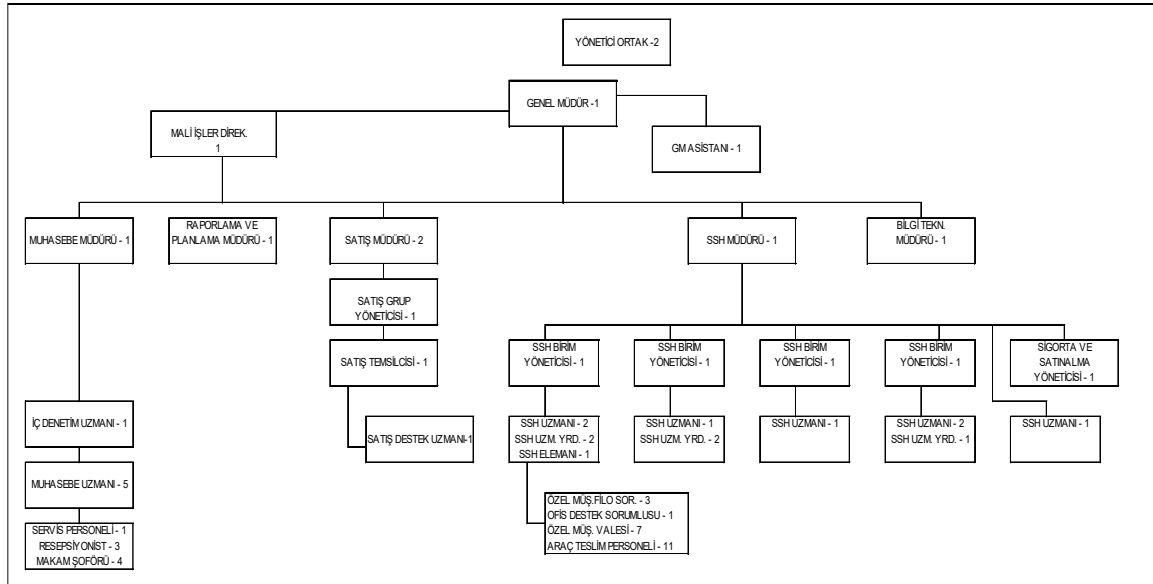 YÖNETİCİ ORTAK -2
GENEL MÜDÜR -1
MALİ İŞLER DİREK.
1
GM ASİSTANI - 1
MUHASEBE MÜDÜRÜ - 1
RAPORLAMA VE
PLANLAMA MÜDÜRÜ - 1
SATIŞ MÜDÜRÜ - 2
SSH MÜDÜRÜ - 1
BİLGİ TEKN.
MÜDÜRÜ - 1
SATIŞ GRUP
YÖNETİCİSİ - 1
SATIŞ TEMSİLCİSİ - 1
SSH BİRİM
YÖNETİCİSİ - 1
SSH BİRİM
YÖNETİCİSİ - 1
SSH BİRİM
YÖNETİCİSİ - 1
SSH BİRİM
YÖNETİCİSİ - 1
SİGORTA VE
SATINALMA
YÖNETİCİSİ - 1
İÇ DENETİM UZMANI - 1
SATIŞ DESTEK UZMANI-1
SSH UZMANI - 2
SSH UZM. YRD. - 2
SSH ELEMANI - 1
SSH UZMANI - 1
SSH UZM. YRD. - 2
SSH UZMANI - 1
SSH UZMANI - 2
SSH UZM. YRD. - 1
SSH UZMANI - 1
MUHASEBE UZMANI - 5
SERVİS PERSONELİ - 1
RESEPSİYONİST - 3
MAKAM ŞOFÖRÜ - 4
ÖZEL MÜŞ.FİLO SOR. - 3
OFİS DESTEK SORUMLUSU - 1
ÖZEL MÜŞ. VALESİ - 7
ARAÇ TESLİM PERSONELİ - 11